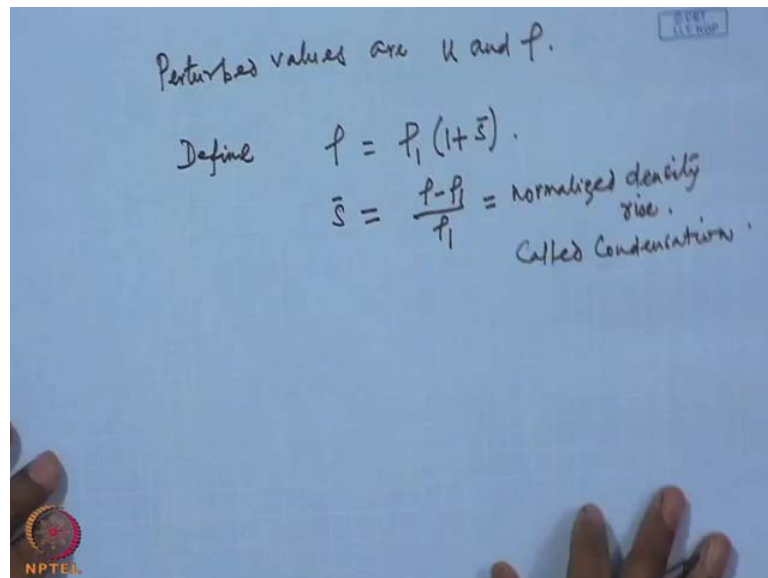 Perturbed values are u and ρ.
Define ρ = ρ₁ (1+ s̄).
s̄ = (ρ-ρ₁)/ρ₁ = normalized density
rise.
Called Condensation.
NPTEL